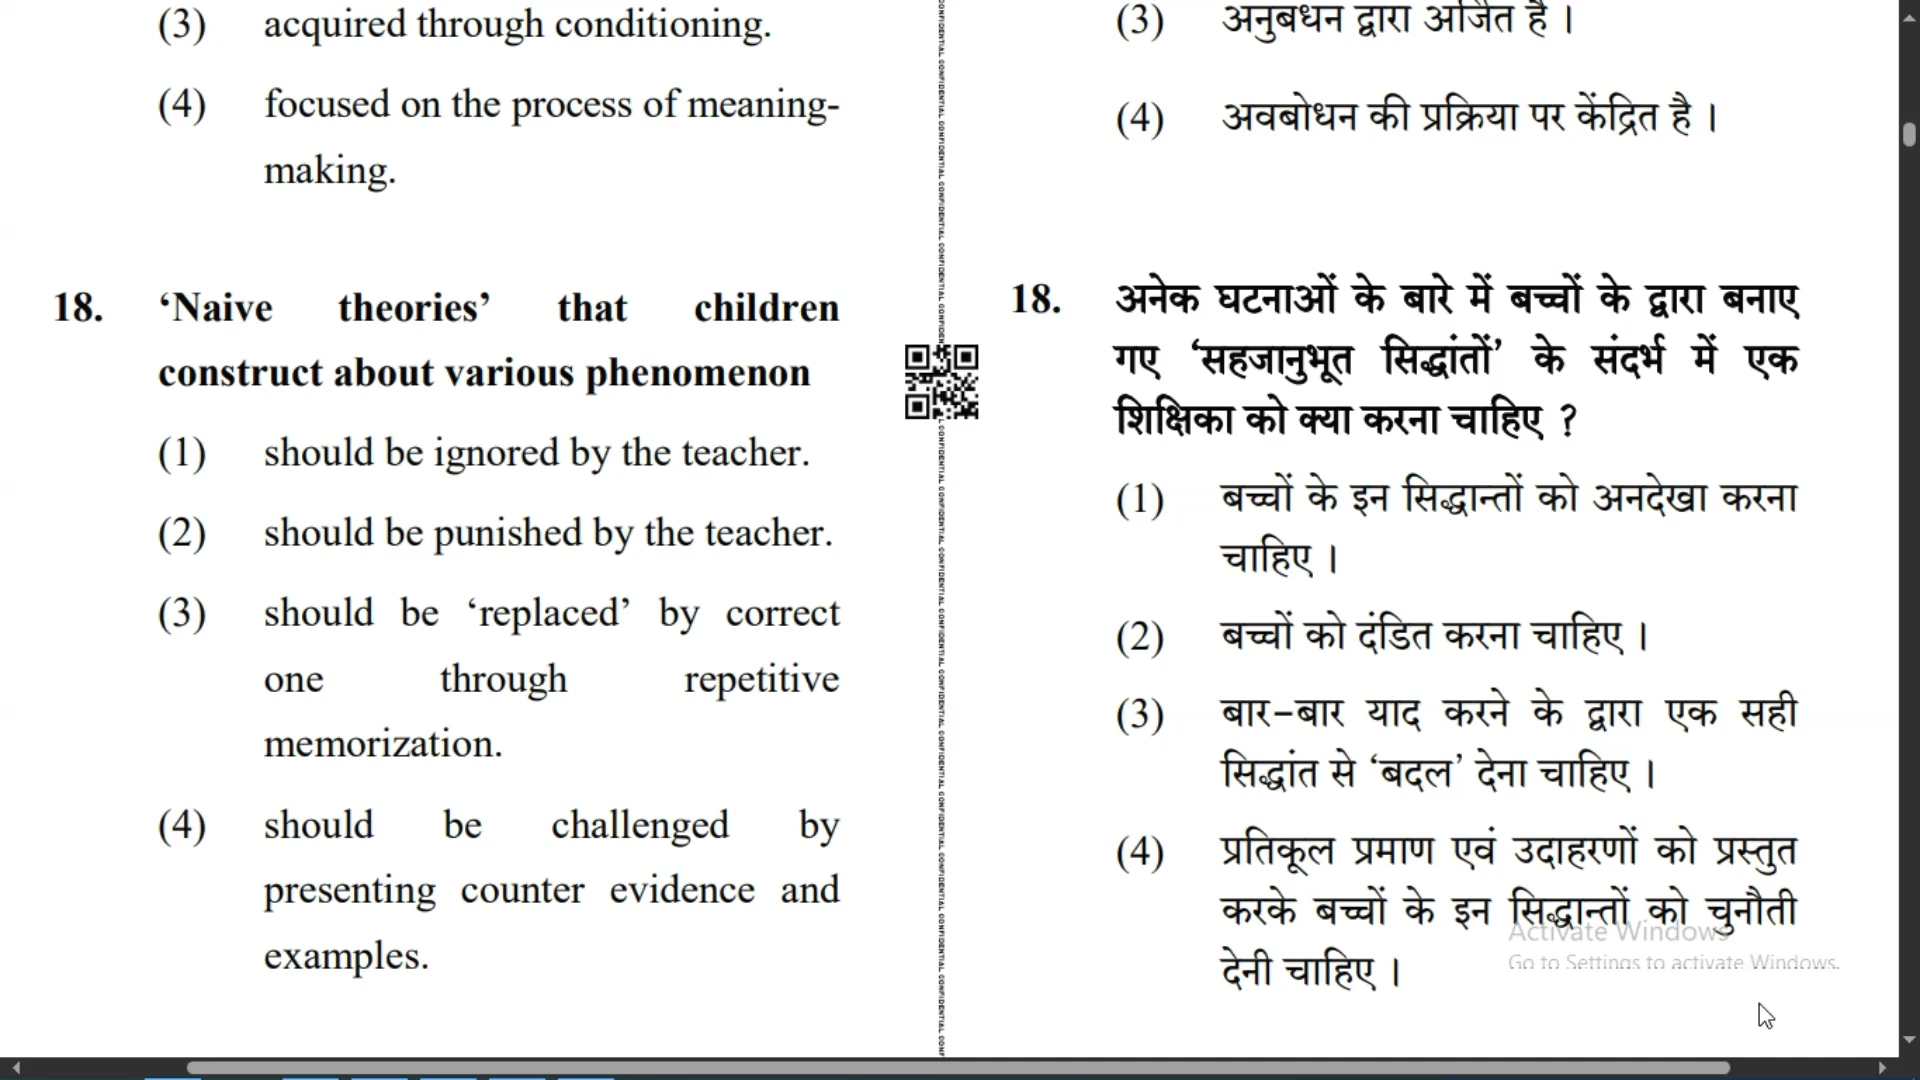 (3) acquired through conditioning.
(4) focused on the process of meaning-
making.
18. ‘Naive theories’ that children
construct about various phenomenon
(1) should be ignored by the teacher.
(2) should be punished by the teacher.
(3) should be ‘replaced’ by correct
one through repetitive
memorization.
(4) should be challenged by
presenting counter evidence and
examples.
(3) अनुबंधन द्वारा अर्जित है ।
(4) अवबोधन की प्रक्रिया पर केंद्रित है ।
18. अनेक घटनाओं के बारे में बच्चों के द्वारा बनाए
गए ‘सहजानुभूत सिद्धांतों’ के संदर्भ में एक
शिक्षिका को क्या करना चाहिए ?
(1) बच्चों के इन सिद्धान्तों को अनदेखा करना
चाहिए ।
(2) बच्चों को दंडित करना चाहिए ।
(3) बार-बार याद करने के द्वारा एक सही
सिद्धांत से ‘बदल’ देना चाहिए ।
(4) प्रतिकूल प्रमाण एवं उदाहरणों को प्रस्तुत
करके बच्चों के इन सिद्धान्तों को चुनौती
देनी चाहिए ।
Activate Windows
Go to Settings to activate Windows.